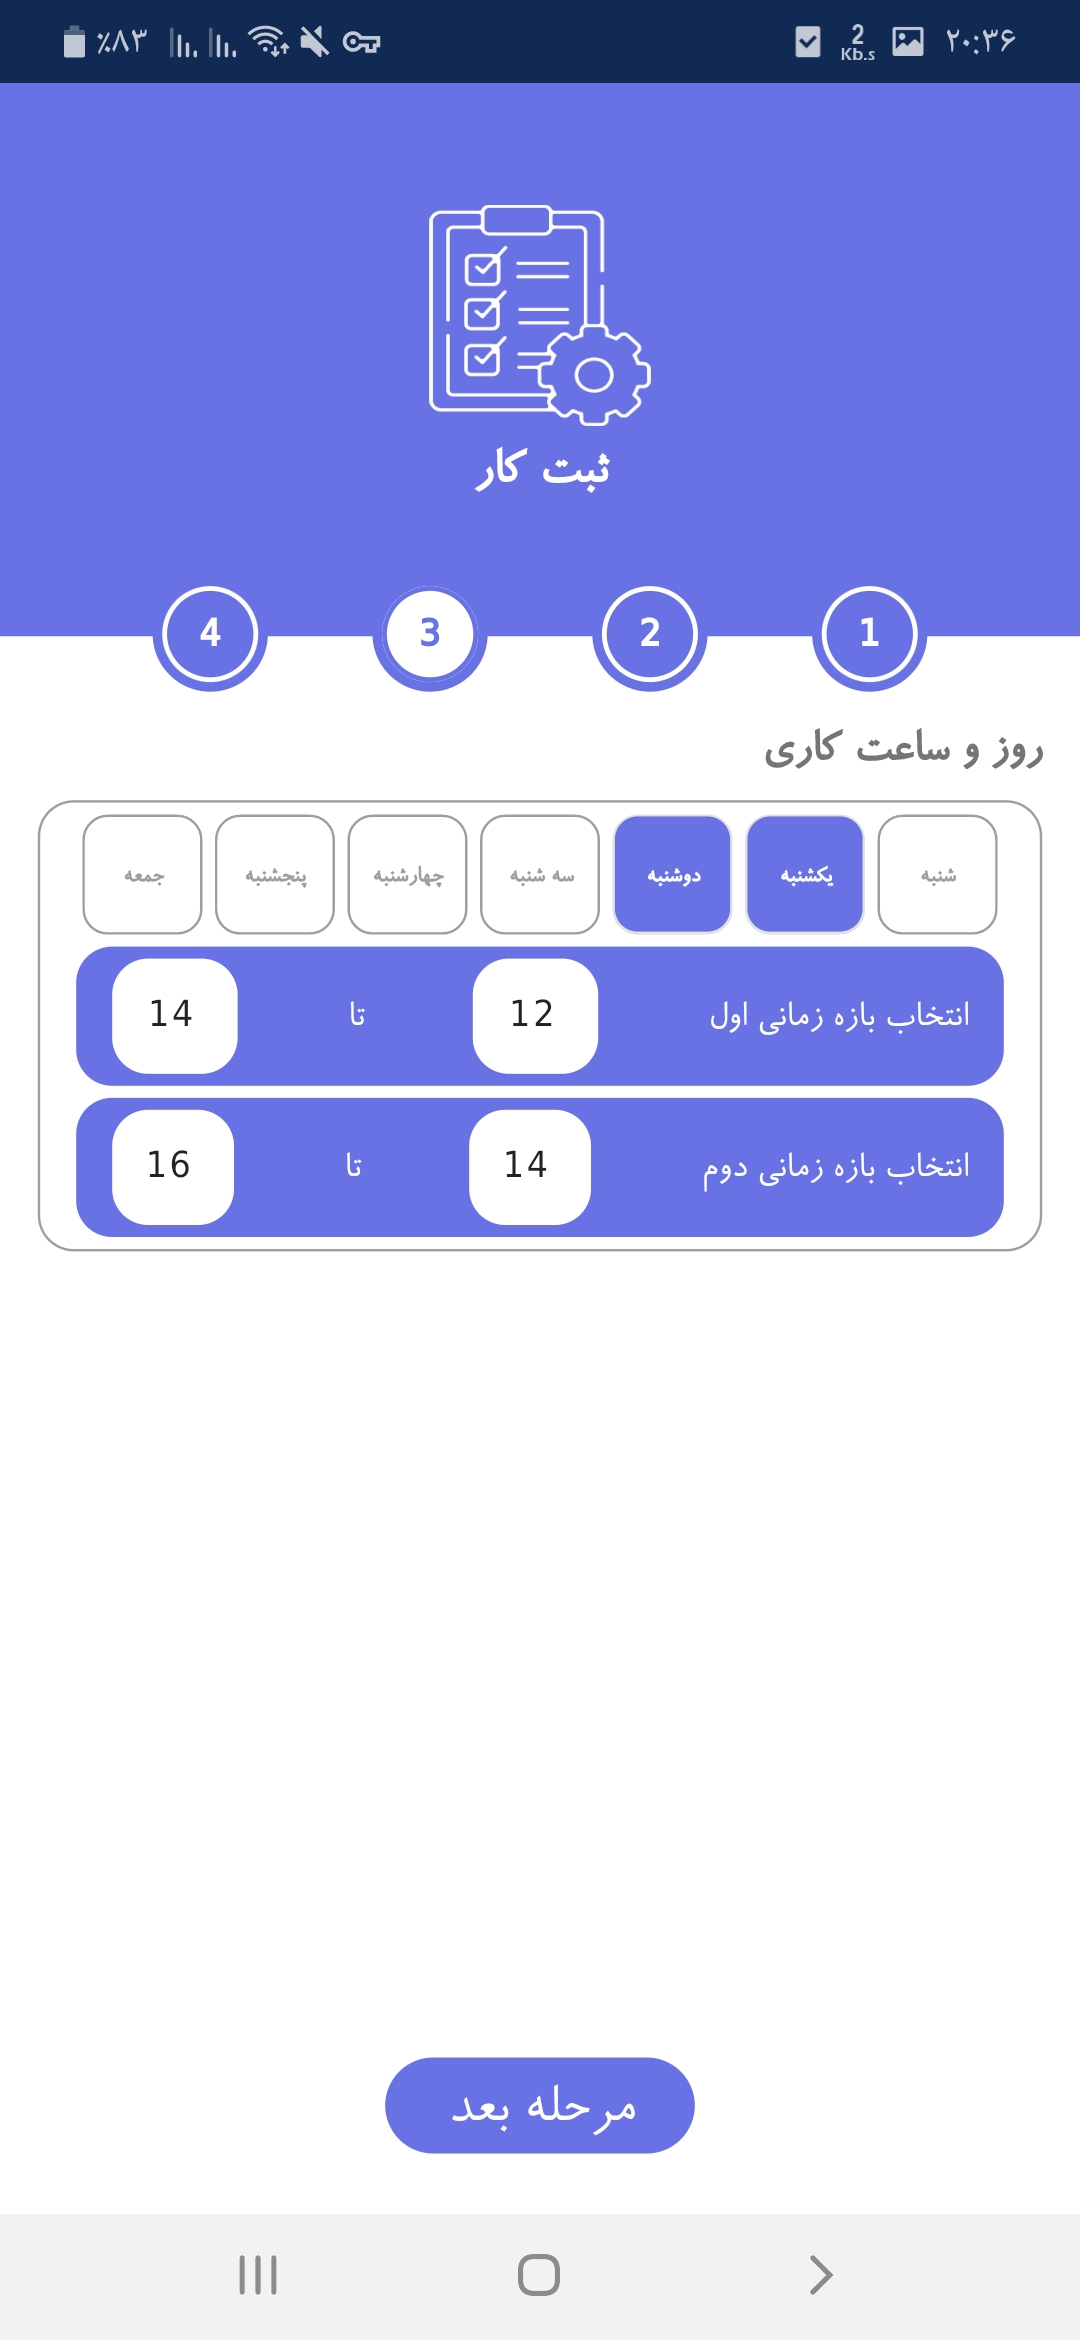 ٪۸۳ 2 Kb.s ۲۰:۳۶
ثبت کار
1 2 3 4
روز و ساعت کاری
شنبه یکشنبه دوشنبه سه شنبه چهارشنبه پنجشنبه جمعه
انتخاب بازه زمانی اول 12 تا 14
انتخاب بازه زمانی دوم 14 تا 16
مرحله بعد